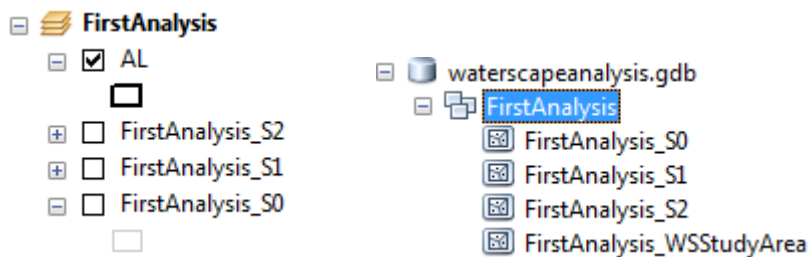 FirstAnalysis
AL
FirstAnalysis_S2
FirstAnalysis_S1
FirstAnalysis_S0
waterscapeanalysis.gdb
FirstAnalysis
FirstAnalysis_S0
FirstAnalysis_S1
FirstAnalysis_S2
FirstAnalysis_WSStudyArea